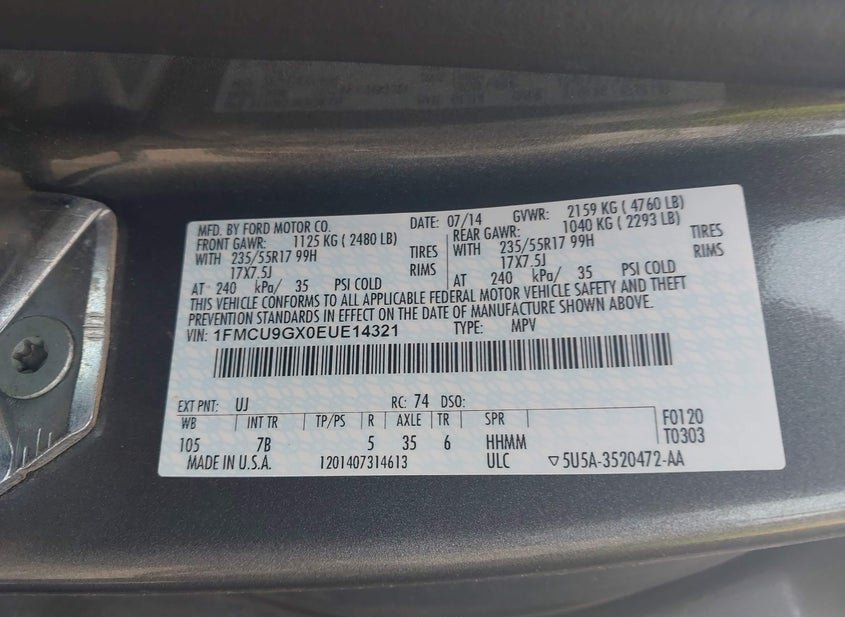 MFD. BY FORD MOTOR CO. DATE: 07/14 GVWR: 2159 KG ( 4760 LB)
FRONT GAWR: 1125 KG ( 2480 LB) REAR GAWR: 1040 KG ( 2293 LB)
WITH 235/55R17 99H TIRES WITH 235/55R17 99H TIRES
17X7.5J RIMS 17X7.5J RIMS
AT 240 kPa/ 35 PSI COLD AT 240 kPa/ 35 PSI COLD
THIS VEHICLE CONFORMS TO ALL APPLICABLE FEDERAL MOTOR VEHICLE SAFETY AND THEFT
PREVENTION STANDARDS IN EFFECT ON THE DATE OF MANUFACTURE SHOWN ABOVE.
VIN: 1FMCU9GX0EUE14321 TYPE: MPV
EXT PNT: UJ RC: 74 DSO:
WB INT TR TP/PS R AXLE TR SPR F0120
105 7B 5 35 6 HHMM T0303
MADE IN U.S.A. 1201407314613 ULC ▽5U5A-3520472-AA